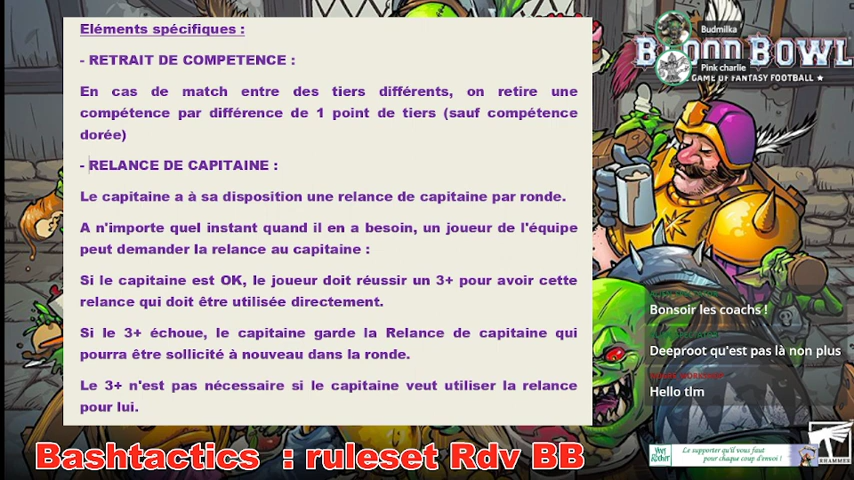 Eléments spécifiques :
- RETRAIT DE COMPETENCE :
En cas de match entre des tiers différents, on retire une
compétence par différence de 1 point de tiers (sauf compétence
dorée)
- RELANCE DE CAPITAINE :
Le capitaine a à sa disposition une relance de capitaine par ronde.
A n'importe quel instant quand il en a besoin, un joueur de l'équipe
peut demander la relance au capitaine :
Si le capitaine est OK, le joueur doit réussir un 3+ pour avoir cette
relance qui doit être utilisée directement.
Si le 3+ échoue, le capitaine garde la Relance de capitaine qui
pourra être sollicité à nouveau dans la ronde.
Le 3+ n'est pas nécessaire si le capitaine veut utiliser la relance
pour lui.
Budmilka
BLOOD BOWL
Pink charlie
GAME OF FANTASY FOOTBALL
Bonsoir les coachs !
Deeproot qu'est pas là non plus
Hello tlm
Yves Rocher
Le supporter qu'il vous faut
pour chaque coup d'envoi !
Bashtactics : ruleset Rdv BB